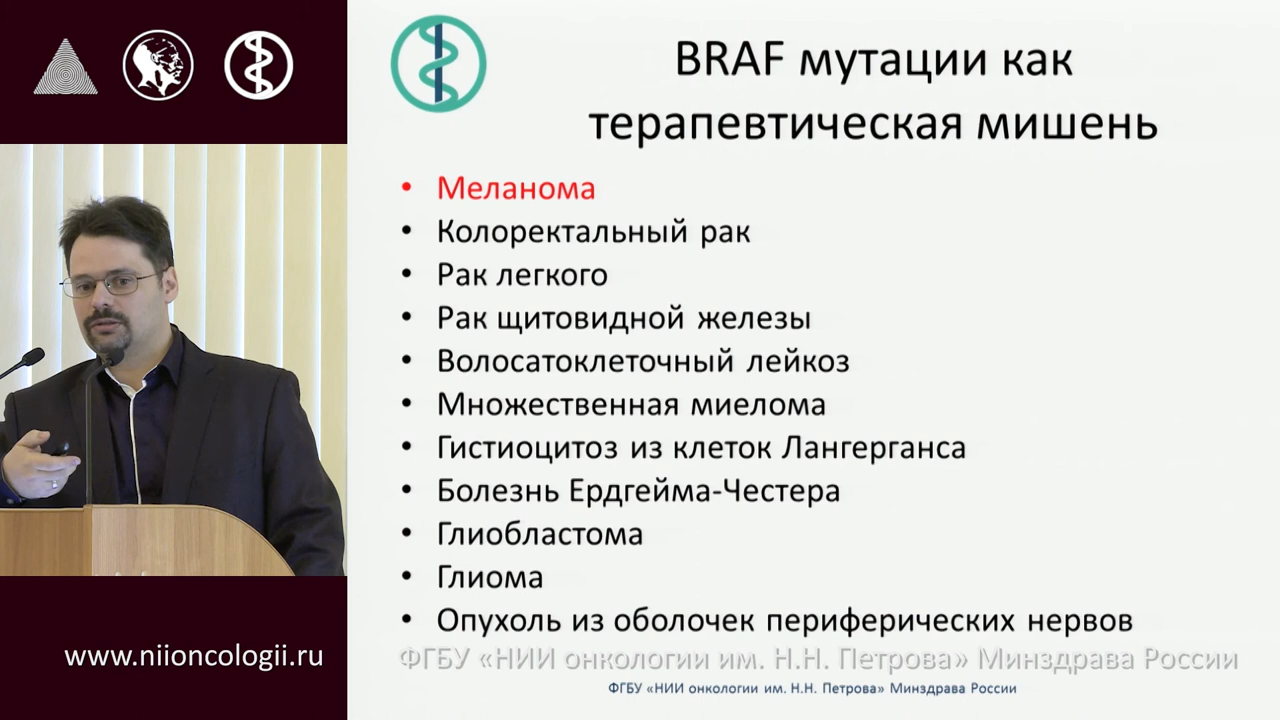 BRAF мутации как
терапевтическая мишень
• Меланома
• Колоректальный рак
• Рак легкого
• Рак щитовидной железы
• Волосатоклеточный лейкоз
• Множественная миелома
• Гистиоцитоз из клеток Лангерганса
• Болезнь Ердгейма-Честера
• Глиобластома
• Глиома
• Опухоль из оболочек периферических нервов
ФГБУ «НИИ онкологии им. Н.Н. Петрова» Минздрава России
ФГБУ «НИИ онкологии им. Н.Н. Петрова» Минздрава России
www.niioncologii.ru